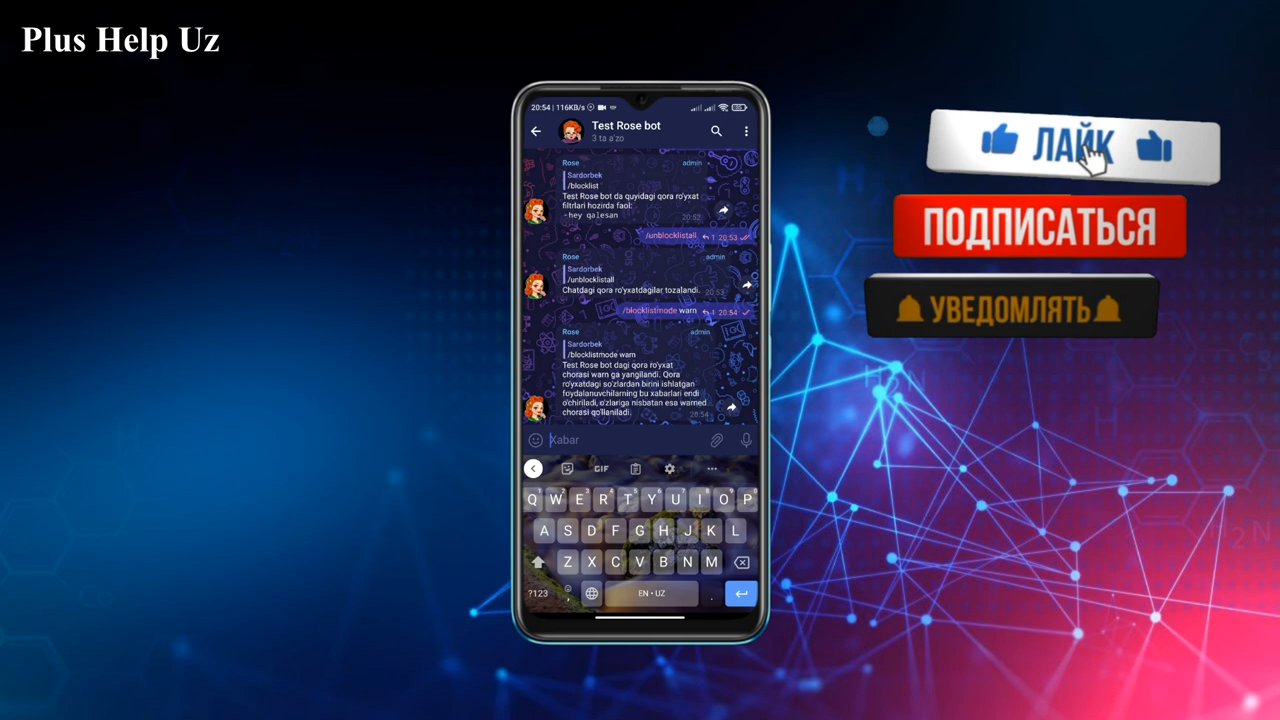 Plus Help Uz
20:54 | 116KB/s
Test Rose bot
3 ta a'zo
Rose admin
Sardorbek
/blocklist
Test Rose bot da quyidagi qora ro'yxat
filtrlari hozirda faol:
- hey qalesan
20:52
/unblocklistall 1 20:53
Rose admin
Sardorbek
/unblocklistall
Chatdagi qora ro'yxatdagilar tozalandi. 20:53
/blocklistmode warn 1 20:54
Rose admin
Sardorbek
/blocklistmode warn
Test Rose bot dagi qora ro'yxat
chorasi warn ga yangilandi. Qora
ro'yxatdagi so'zlardan birini ishlatgan
foydalanuvchilarning bu xabarlari endi
o'chiriladi, o'zlariga nisbatan esa warned
chorasi qo'llaniladi. 20:54
Xabar
GIF
Q W E R T Y U I O P
A S D F G H J K L
Z X C V B N M
?123 , EN • UZ .
ЛАЙК
ПОДПИСАТЬСЯ
УВЕДОМЛЯТЬ